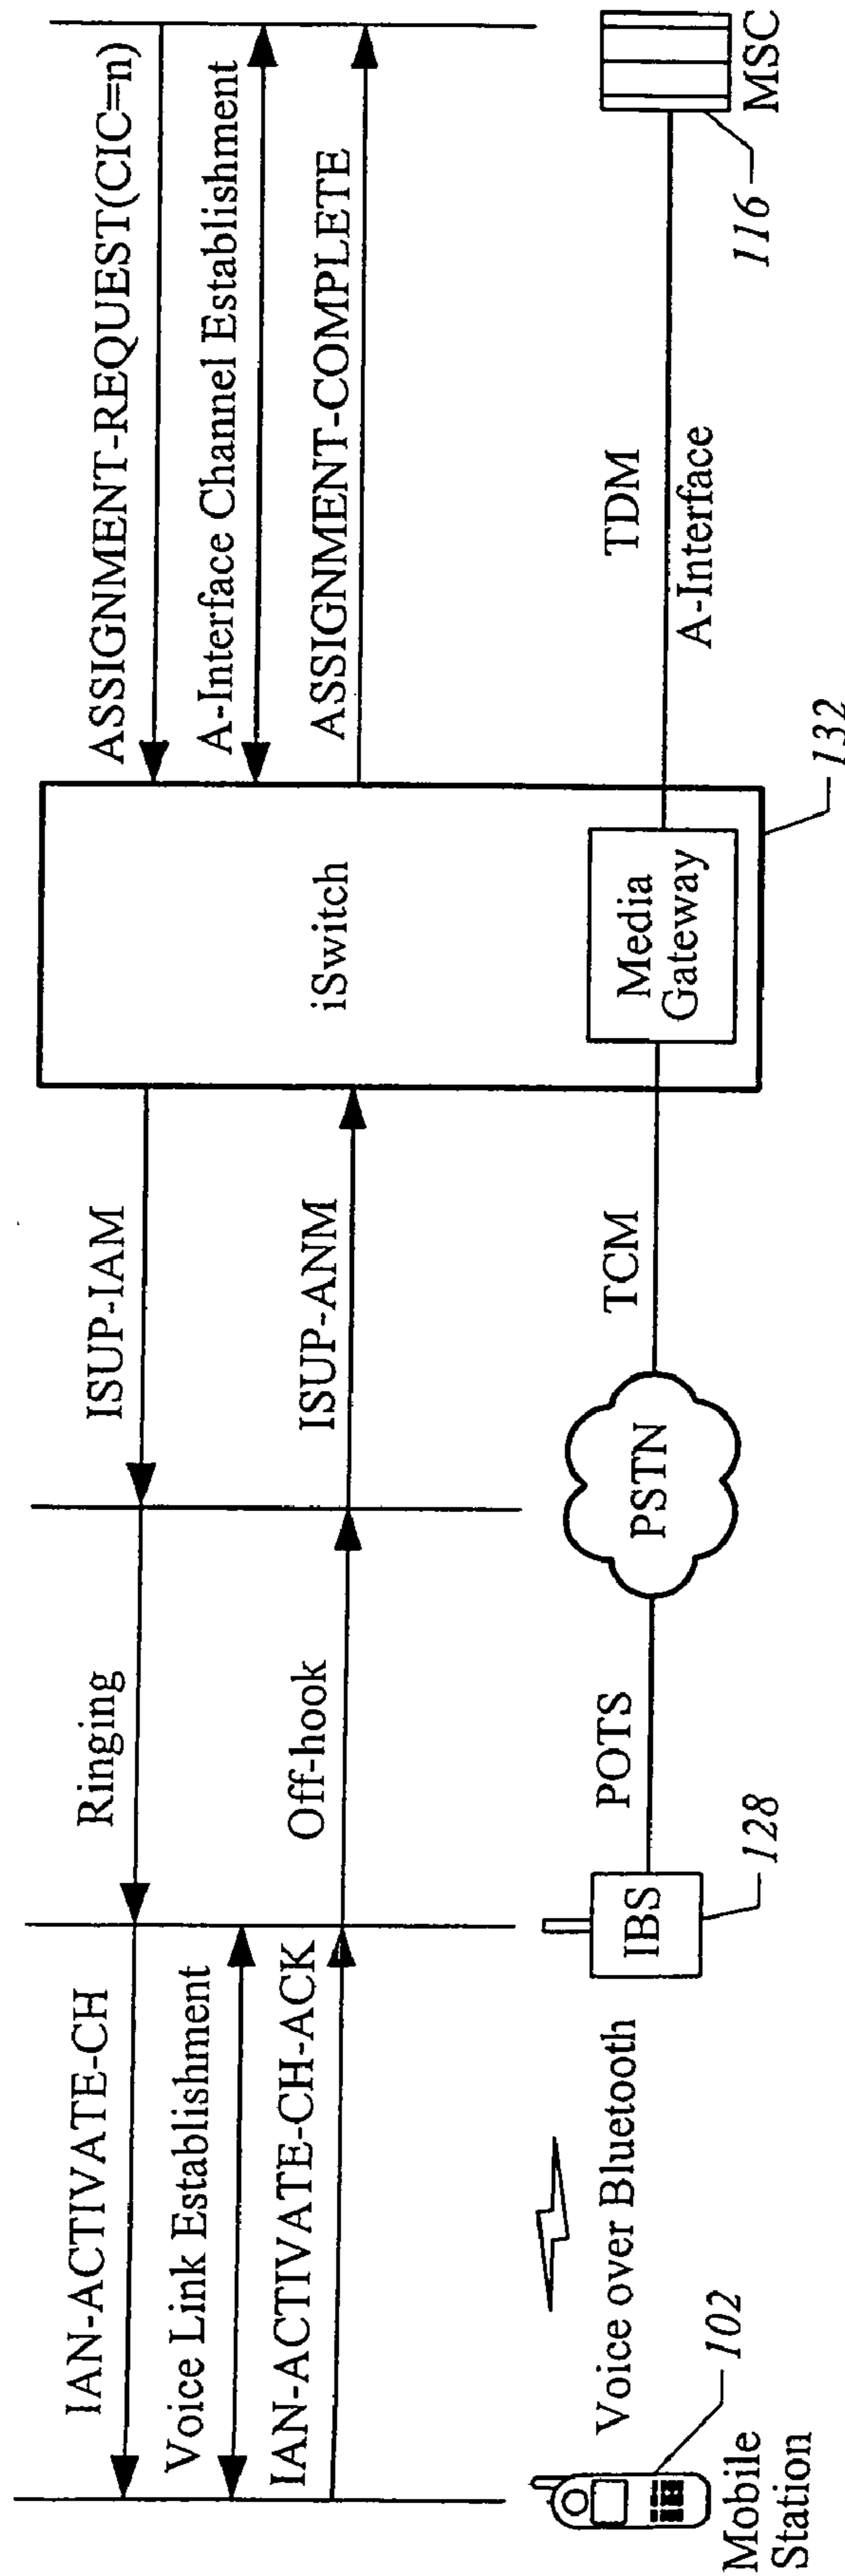 IAN-ACTIVATE-CH
Ringing
ISUP-IAM
ASSIGNMENT-REQUEST(CIC=n)
Voice Link Establishment
A-Interface Channel Establishment
IAN-ACTIVATE-CH-ACK
Off-hook
ISUP-ANM
iSwitch
ASSIGNMENT-COMPLETE
Voice over Bluetooth
POTS
TCM
TDM
IBS
PSTN
Media
Gateway
A-Interface
102
128
132
116
Mobile
Station
MSC